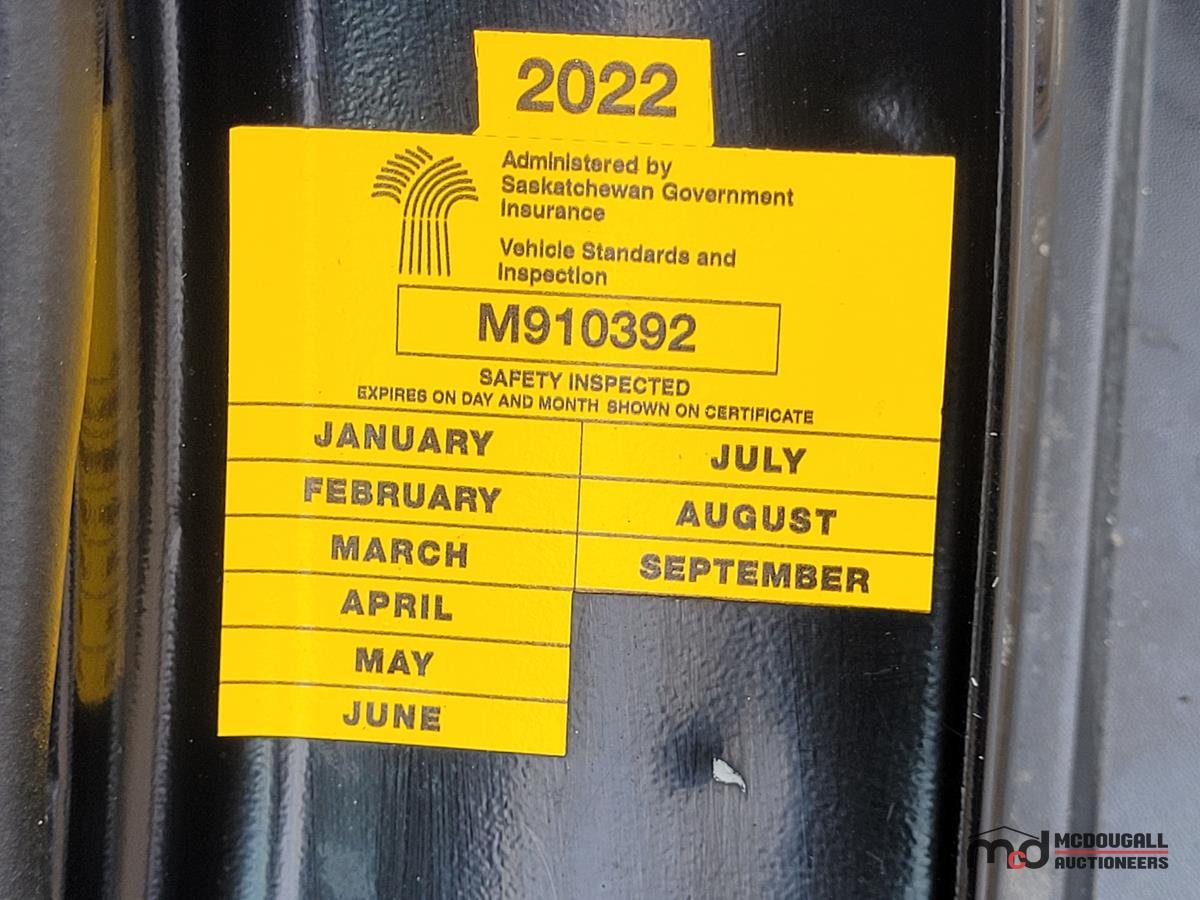 2022
Administered by
Saskatchewan Government
Insurance
Vehicle Standards and
Inspection
M910392
SAFETY INSPECTED
EXPIRES ON DAY AND MONTH SHOWN ON CERTIFICATE
JANUARY
FEBRUARY
MARCH
APRIL
MAY
JUNE
JULY
AUGUST
SEPTEMBER
mcd MCDOUGALL
AUCTIONEERS